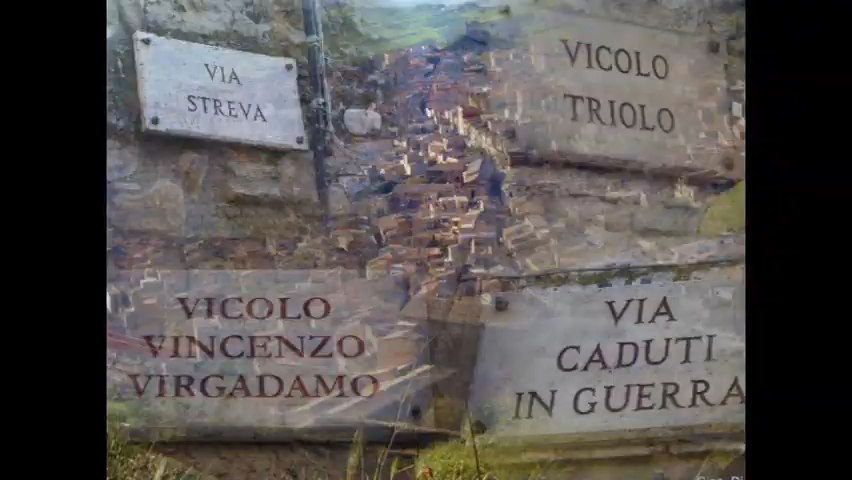 VIA
STREVA
VICOLO
TRIOLO
VICOLO
VINCENZO
VIRGADAMO
VIA
CADUTI
IN GUERRA